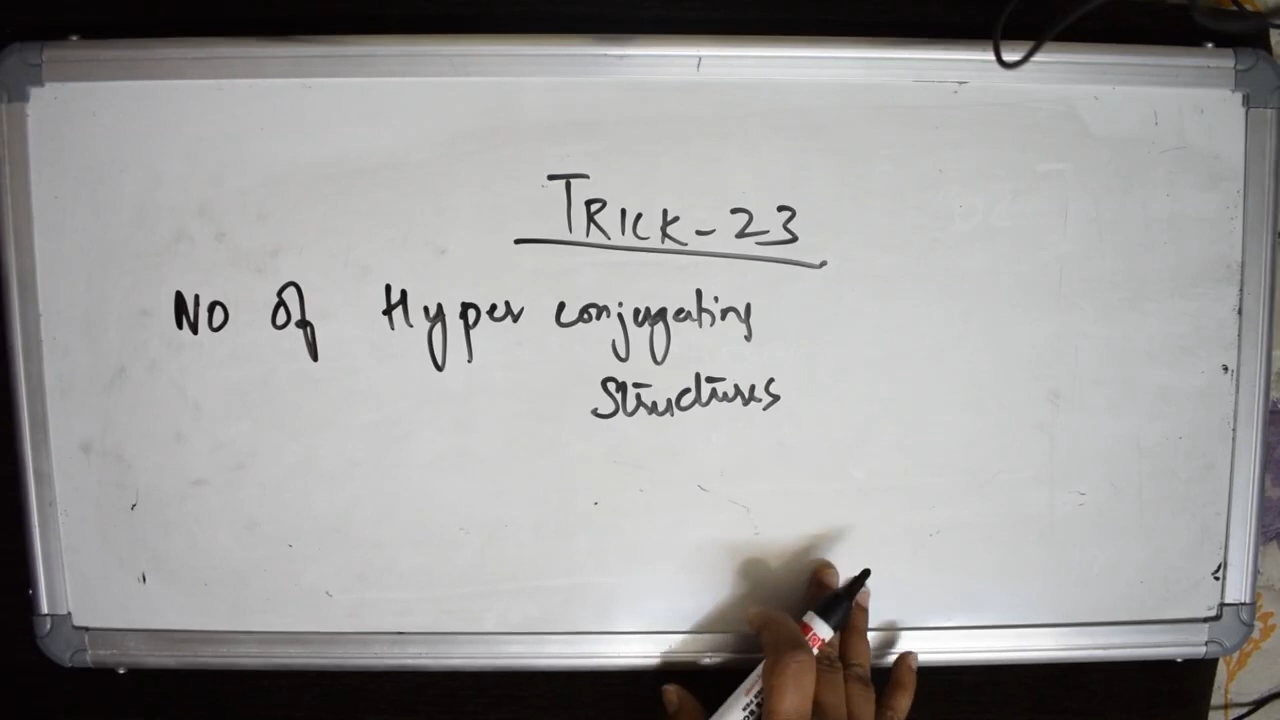 TRICK-23
NO Of Hyper conjugating
Structures